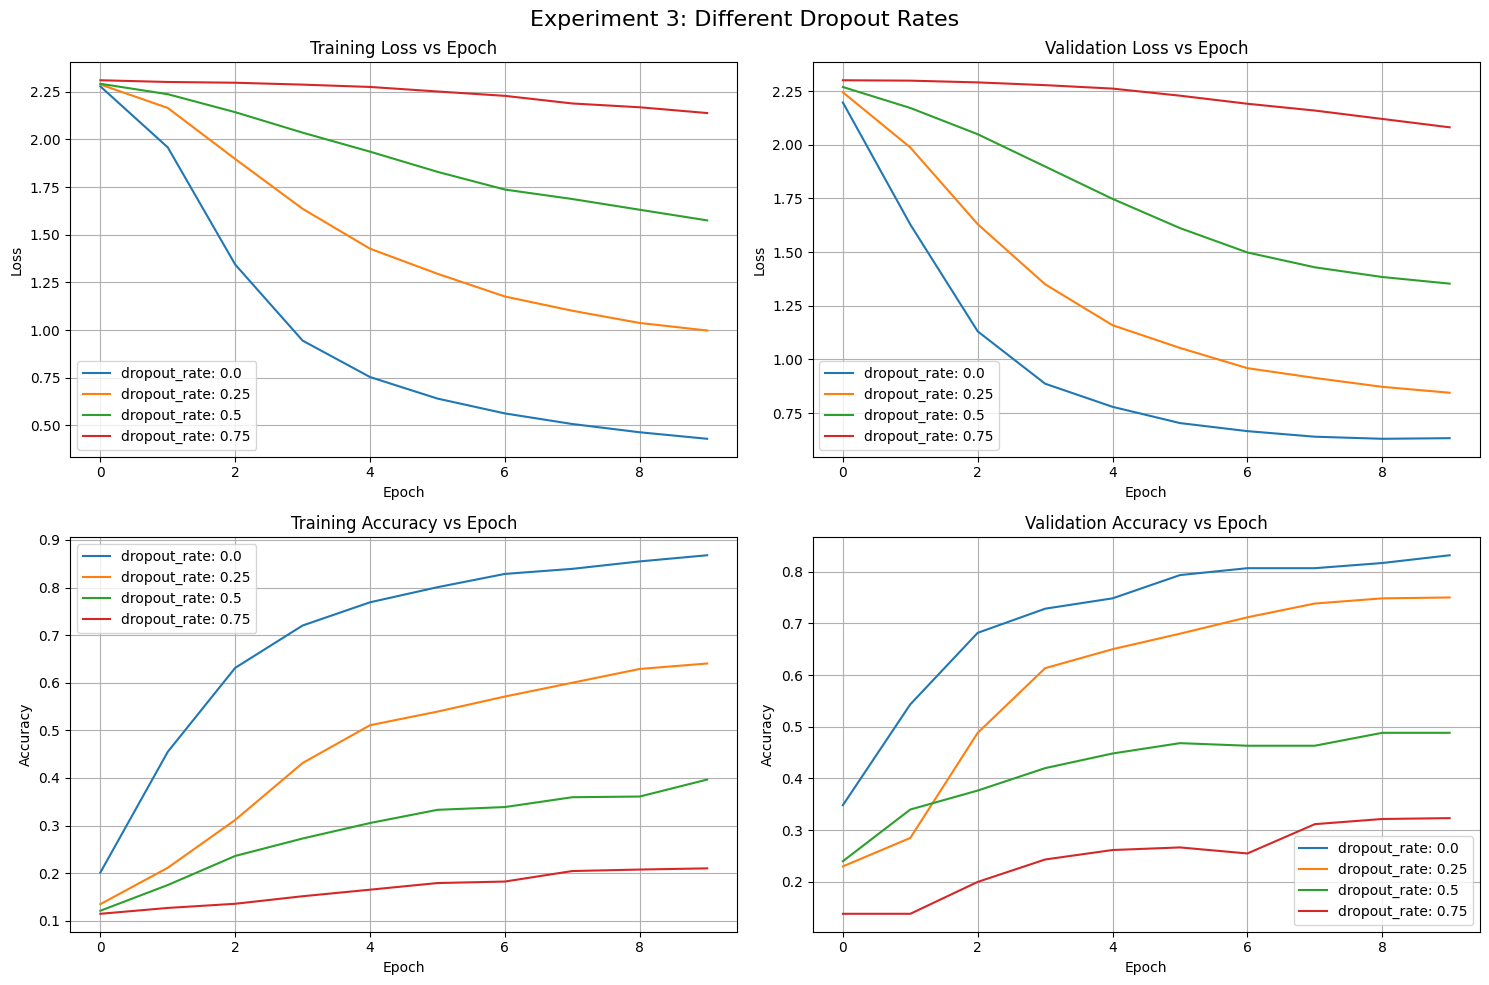 Experiment 3: Different Dropout Rates
Training Loss vs Epoch
2.25
2.00
1.75
1.50
1.25
1.00
0.75
0.50
Loss
dropout_rate: 0.0
dropout_rate: 0.25
dropout_rate: 0.5
dropout_rate: 0.75
0 2 4 6 8
Epoch
Validation Loss vs Epoch
2.25
2.00
1.75
1.50
1.25
1.00
0.75
Loss
dropout_rate: 0.0
dropout_rate: 0.25
dropout_rate: 0.5
dropout_rate: 0.75
0 2 4 6 8
Epoch
Training Accuracy vs Epoch
0.9
0.8
0.7
0.6
0.5
0.4
0.3
0.2
0.1
Accuracy
dropout_rate: 0.0
dropout_rate: 0.25
dropout_rate: 0.5
dropout_rate: 0.75
0 2 4 6 8
Epoch
Validation Accuracy vs Epoch
0.8
0.7
0.6
0.5
0.4
0.3
0.2
Accuracy
dropout_rate: 0.0
dropout_rate: 0.25
dropout_rate: 0.5
dropout_rate: 0.75
0 2 4 6 8
Epoch